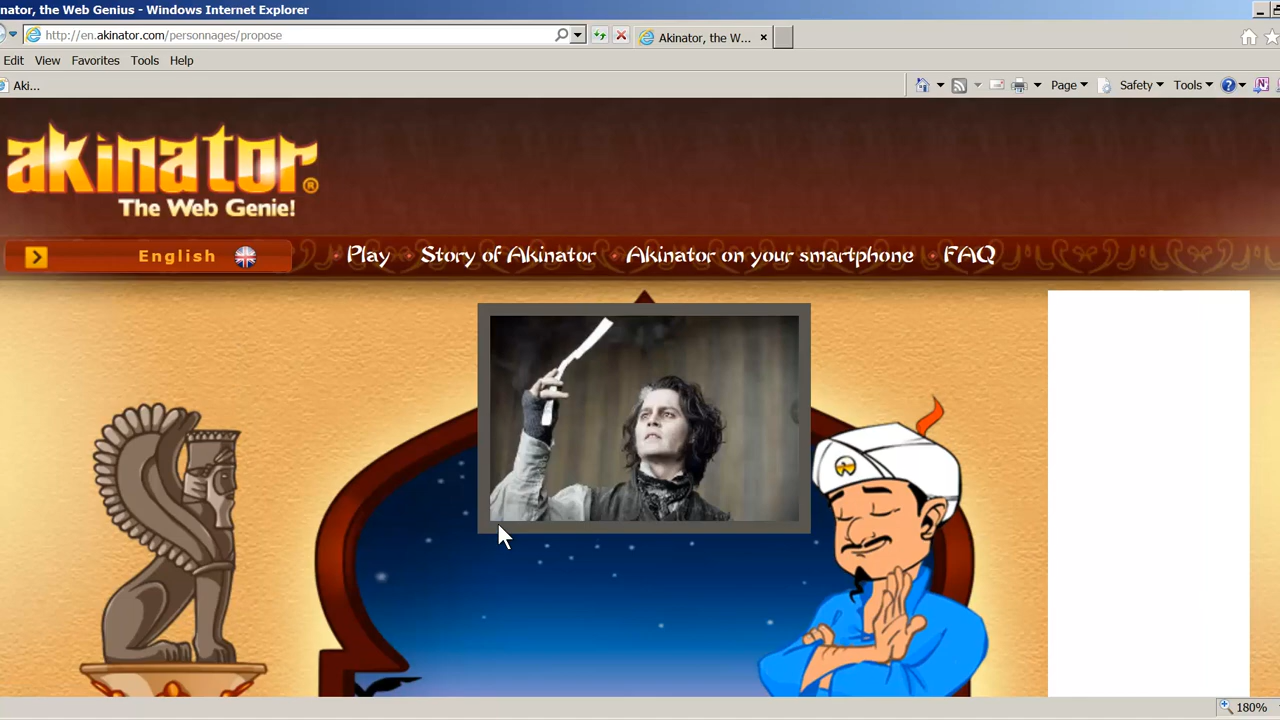 nator, the Web Genius - Windows Internet Explorer
http://en.akinator.com/personnages/propose
Akinator, the W...
Edit View Favorites Tools Help
Aki...
Page Safety Tools
akinator®
The Web Genie!
English Play Story of Akinator Akinator on your smartphone FAQ
180%